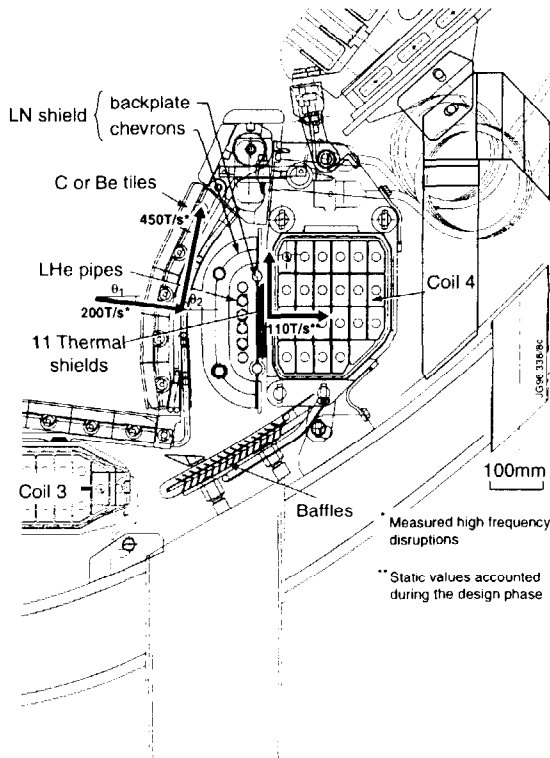 LN shield
backplate
chevrons
C or Be tiles
450T/s*
LHe pipes
θ1
θ2
200T/s*
110T/s**
Coil 4
11 Thermal
shields
JG96.338/8c
100mm
Coil 3
Baffles
* Measured high frequency
disruptions
** Static values accounted
during the design phase